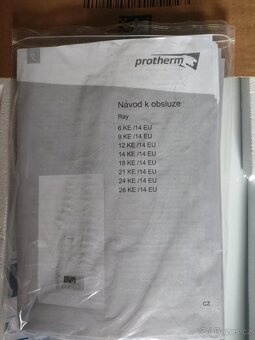 protherm
Návod k obsluze
Ray
6 KE /14 EU
9 KE /14 EU
12 KE /14 EU
14 KE /14 EU
18 KE /14 EU
21 KE /14 EU
24 KE /14 EU
28 KE /14 EU
CZ